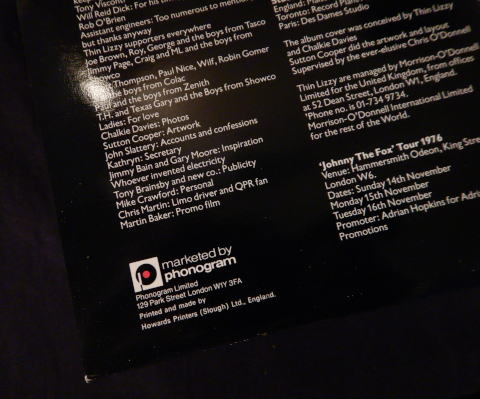 Tony Visconti
Will Reid Dick: For his
Rob O'Brien
Assistant engineers: Too numerous to mention
but thanks anyway
Thin Lizzy supporters everywhere
Joe Brown, Roy, George and the boys from Tasco
Jimmy Page, Craig and ML and the boys from
Showco
Thompson, Paul Nice, Wilf, Robin Gomer
the boys from Colac
Paul and the boys from Zenith
T.H. and Texas Gary and the Boys from Showco
Ladies: For love
Chalkie Davies: Photos
Sutton Cooper: Artwork
John Slattery: Accounts and confessions
Kathryn: Secretary
Jimmy Bain and Gary Moore: Inspiration
Whoever invented electricity
Tony Brainsby and new co.: Publicity
Mike Crawford: Personal
Chris Martin: Limo driver and QPR fan
Martin Baker: Promo film
marketed by
phonogram
Phonogram Limited
129 Park Street London W1Y 3FA
Printed and made by
Howards Printers (Slough) Ltd., England.
Toronto: Record Plant
Paris: Des Dames Studio
The album cover was conceived by Thin Lizzy
and Chalkie Davies
Sutton Cooper did the artwork and layout
Supervised by the ever-elusive Chris O'Donnell
Thin Lizzy are managed by Morrison-O'Donnell
Limited for the United Kingdom, from offices
at 52 Dean Street, London W1, England.
'Phone no. is 01-734 9734.
Morrison-O'Donnell International Limited
for the rest of the World.
'Johnny The Fox' Tour 1976
Venue: Hammersmith Odeon, King Stre
London W6.
Dates: Sunday 14th November
Monday 15th November
Tuesday 16th November
Promoter: Adrian Hopkins for Adri
Promotions